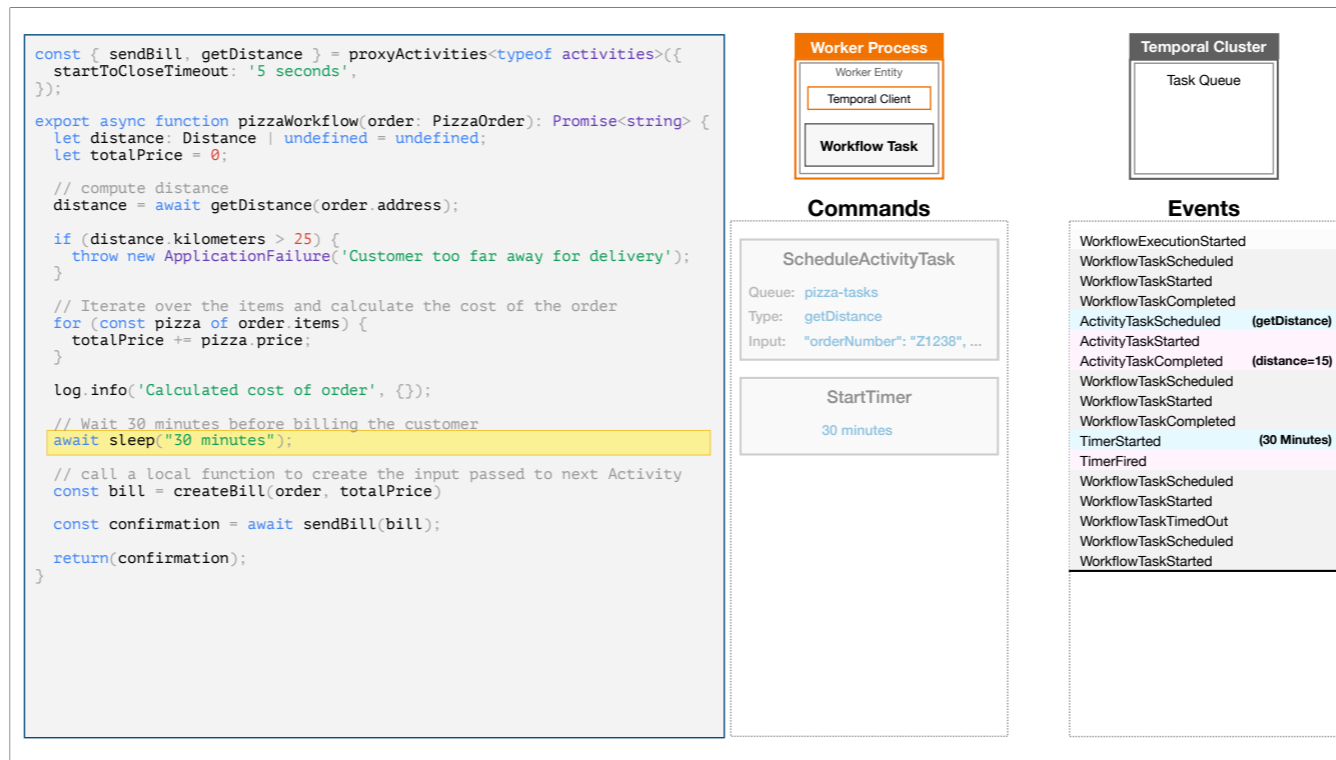 const { sendBill, getDistance } = proxyActivities<typeof activities>({
  startToCloseTimeout: '5 seconds',
});
export async function pizzaWorkflow(order: PizzaOrder): Promise<string> {
  let distance: Distance | undefined = undefined;
  let totalPrice = 0;
  // compute distance
  distance = await getDistance(order.address);
  if (distance.kilometers > 25) {
    throw new ApplicationFailure('Customer too far away for delivery');
  }
  // Iterate over the items and calculate the cost of the order
  for (const pizza of order.items) {
    totalPrice += pizza.price;
  }
  log.info('Calculated cost of order', {});
  // Wait 30 minutes before billing the customer
  await sleep("30 minutes");
  // call a local function to create the input passed to next Activity
  const bill = createBill(order, totalPrice)
  const confirmation = await sendBill(bill);
  return(confirmation);
}
Worker Process
Worker Entity
Temporal Client
Workflow Task
Commands
ScheduleActivityTask
Queue: pizza-tasks
Type: getDistance
Input: "orderNumber": "Z1238", ...
StartTimer
30 minutes
Temporal Cluster
Task Queue
Events
WorkflowExecutionStarted
WorkflowTaskScheduled
WorkflowTaskStarted
WorkflowTaskCompleted
ActivityTaskScheduled (getDistance)
ActivityTaskStarted
ActivityTaskCompleted (distance=15)
WorkflowTaskScheduled
WorkflowTaskStarted
WorkflowTaskCompleted
TimerStarted (30 Minutes)
TimerFired
WorkflowTaskScheduled
WorkflowTaskStarted
WorkflowTaskTimedOut
WorkflowTaskScheduled
WorkflowTaskStarted